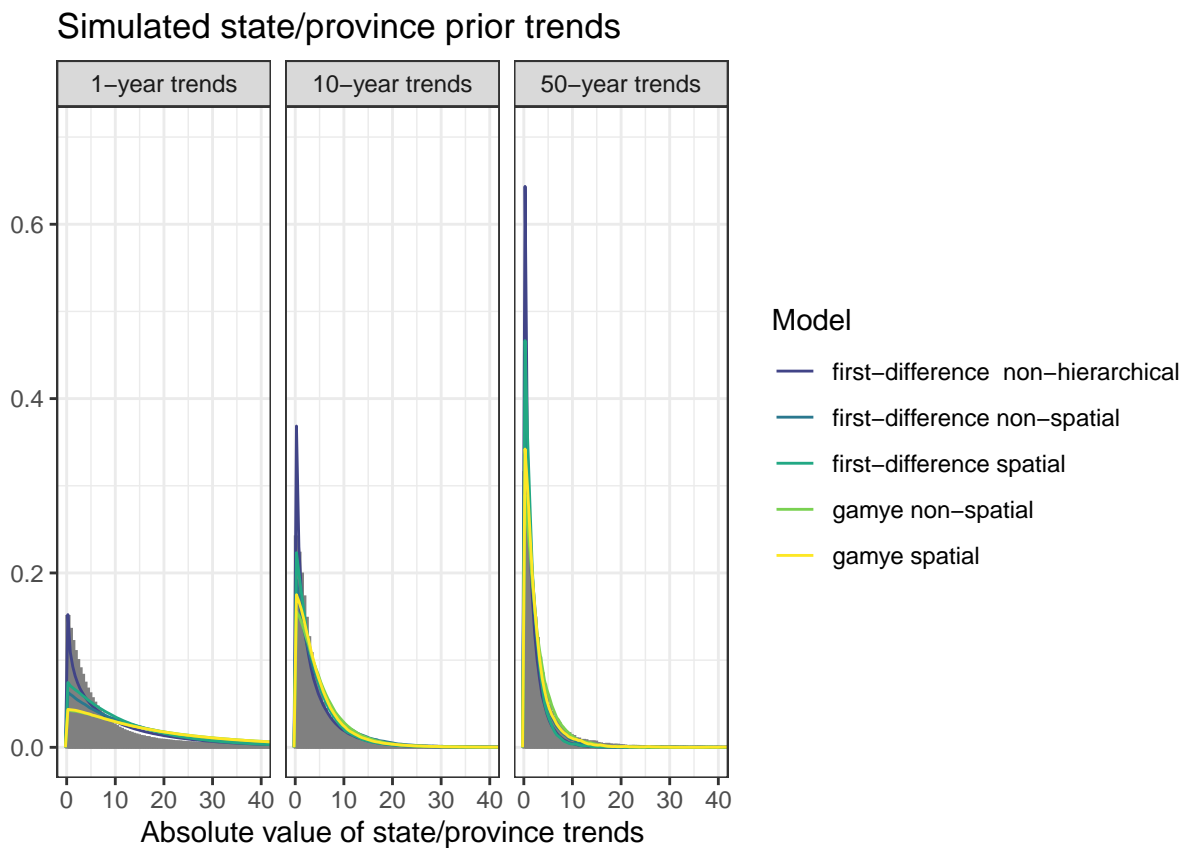 Simulated state/province prior trends
1−year trends
10−year trends
50−year trends
0.6
0.4
0.2
0.0
0 10 20 30 40
0 10 20 30 40
0 10 20 30 40
Absolute value of state/province trends
Model
first−difference  non−hierarchical
first−difference non−spatial
first−difference spatial
gamye non−spatial
gamye spatial